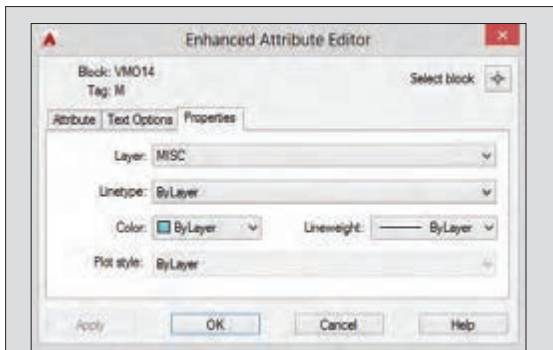 Enhanced Attribute Editor
Block: VMO14
Tag: M
Select block
Attribute Text Options Properties
Layer: MISC
Linetype: ByLayer
Color: ByLayer Lineweight: ByLayer
Plot style: ByLayer
Apply OK Cancel Help